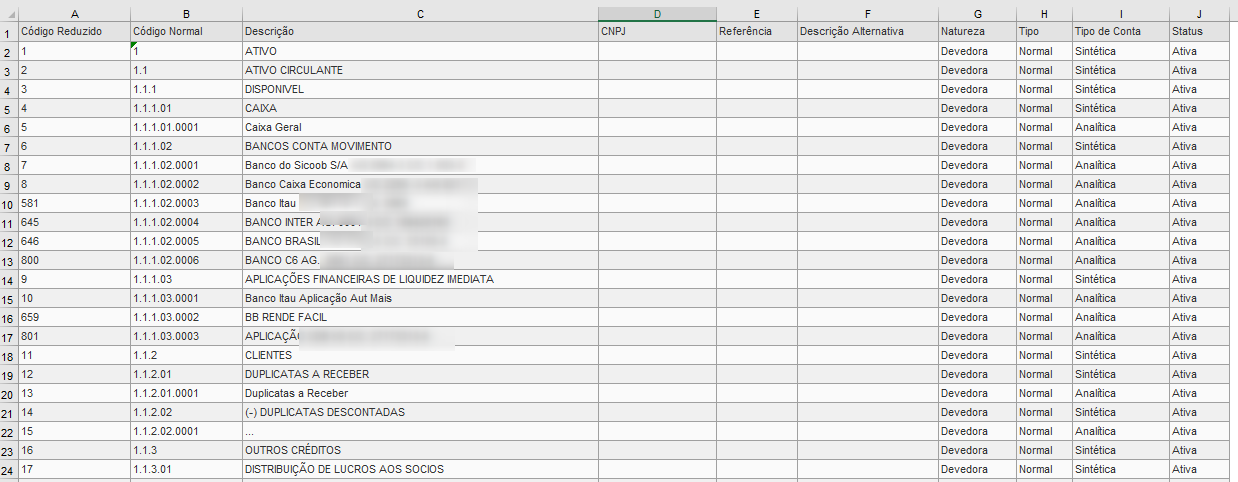 A B C D E F G H I J
1 Código Reduzido Código Normal Descrição CNPJ Referência Descrição Alternativa Natureza Tipo Tipo de Conta Status
2 1 1 ATIVO Devedora Normal Sintética Ativa
3 2 1.1 ATIVO CIRCULANTE Devedora Normal Sintética Ativa
4 3 1.1.1 DISPONIVEL Devedora Normal Sintética Ativa
5 4 1.1.1.01 CAIXA Devedora Normal Sintética Ativa
6 5 1.1.1.01.0001 Caixa Geral Devedora Normal Analítica Ativa
7 6 1.1.1.02 BANCOS CONTA MOVIMENTO Devedora Normal Sintética Ativa
8 7 1.1.1.02.0001 Banco do Sicoob S/A Devedora Normal Analítica Ativa
9 8 1.1.1.02.0002 Banco Caixa Economica Devedora Normal Analítica Ativa
10 581 1.1.1.02.0003 Banco Itau Devedora Normal Analítica Ativa
11 645 1.1.1.02.0004 BANCO INTER Devedora Normal Analítica Ativa
12 646 1.1.1.02.0005 BANCO BRASIL Devedora Normal Analítica Ativa
13 800 1.1.1.02.0006 BANCO C6 AG. Devedora Normal Analítica Ativa
14 9 1.1.1.03 APLICAÇÕES FINANCEIRAS DE LIQUIDEZ IMEDIATA Devedora Normal Sintética Ativa
15 10 1.1.1.03.0001 Banco Itau Aplicação Aut Mais Devedora Normal Analítica Ativa
16 659 1.1.1.03.0002 BB RENDE FACIL Devedora Normal Analítica Ativa
17 801 1.1.1.03.0003 Devedora Normal Analítica Ativa
18 11 1.1.2 CLIENTES Devedora Normal Sintética Ativa
19 12 1.1.2.01 DUPLICATAS A RECEBER Devedora Normal Sintética Ativa
20 13 1.1.2.01.0001 Duplicatas a Receber Devedora Normal Analítica Ativa
21 14 1.1.2.02 (-) DUPLICATAS DESCONTADAS Devedora Normal Sintética Ativa
22 15 1.1.2.02.0001 ... Devedora Normal Analítica Ativa
23 16 1.1.3 OUTROS CRÉDITOS Devedora Normal Sintética Ativa
24 17 1.1.3.01 DISTRIBUIÇÃO DE LUCROS AOS SOCIOS Devedora Normal Sintética Ativa